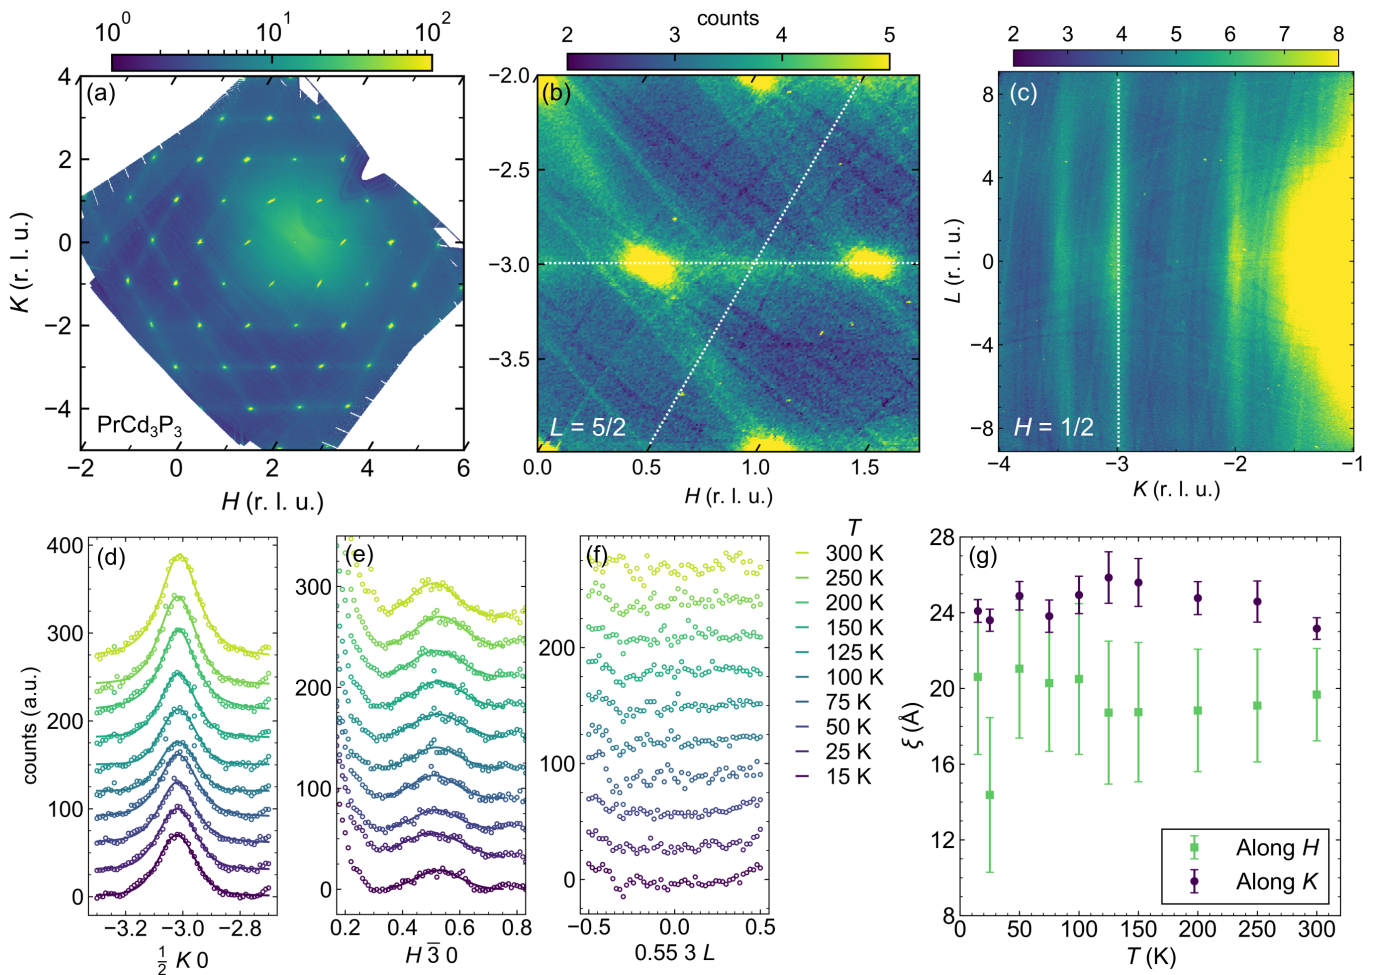 counts
10^0 10^1 10^2
2 3 4 5
2 3 4 5 6 7 8
(a)
4
2
0
−2
−4
K (r. l. u.)
PrCd3P3
−2 0 2 4 6
H (r. l. u.)
(b)
−2.0
−2.5
−3.0
−3.5
L = 5/2
0.0 0.5 1.0 1.5
H (r. l. u.)
(c)
8
4
0
−4
−8
L (r. l. u.)
H = 1/2
−4 −3 −2 −1
K (r. l. u.)
(d)
400
300
200
100
0
counts (a.u.)
−3.2 −3.0 −2.8
1/2 K 0
(e)
300
200
100
0
0.2 0.4 0.6 0.8
H 3̅ 0
(f)
200
100
0
−0.5 0.0 0.5
0.55 3 L
T
300 K
250 K
200 K
150 K
125 K
100 K
75 K
50 K
25 K
15 K
(g)
28
24
20
16
12
8
ξ (Å)
Along H
Along K
0 50 100 150 200 250 300
T (K)